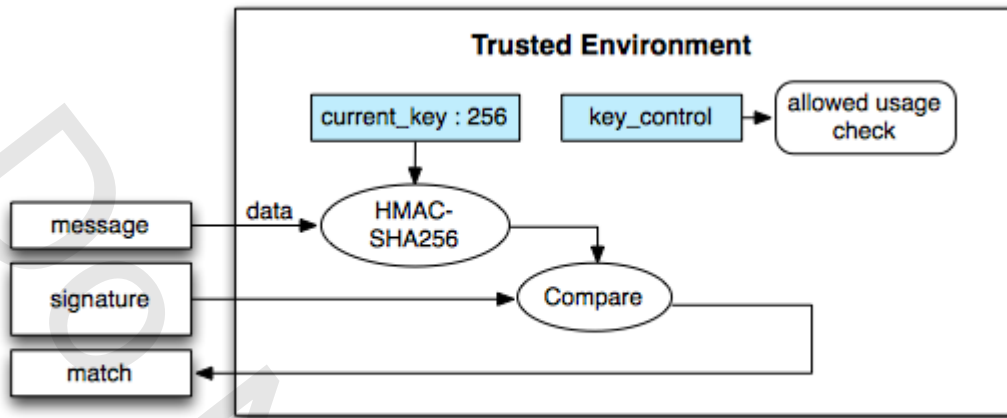 Trusted Environment
current_key : 256
key_control
allowed usage
check
message
data
HMAC-
SHA256
signature
Compare
match